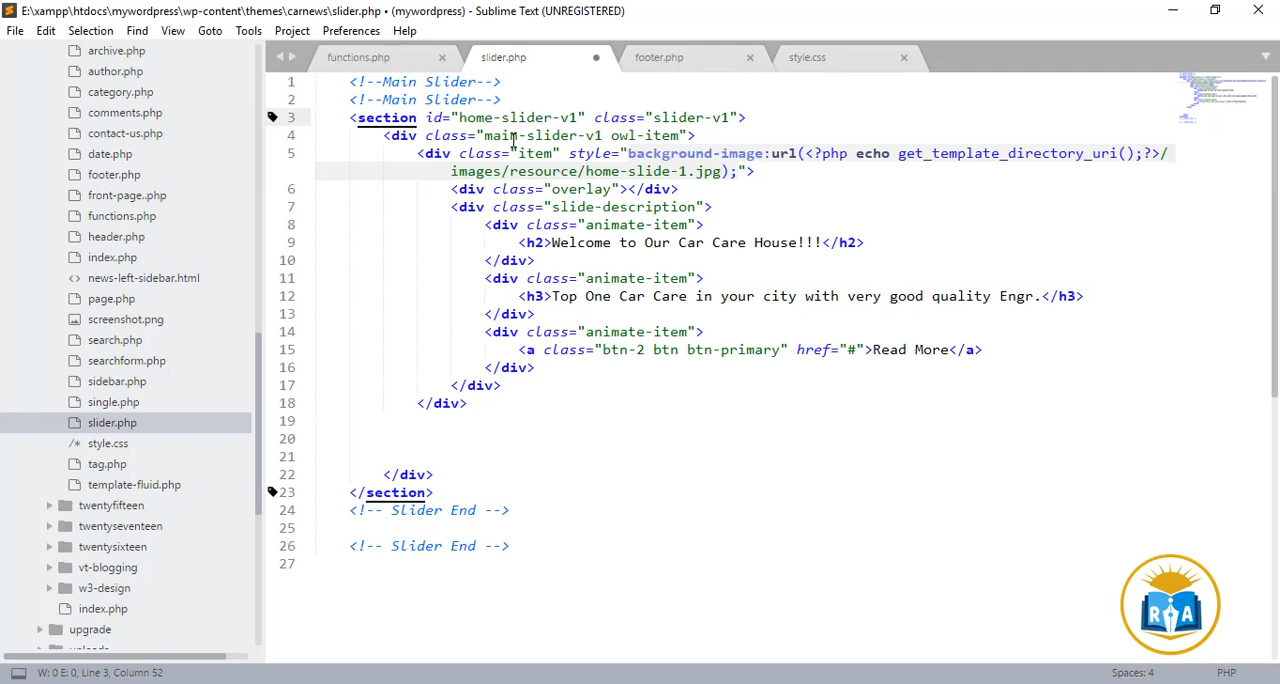 E:\xampp\htdocs\mywordpress\wp-content\themes\carnews\slider.php • (mywordpress) - Sublime Text (UNREGISTERED)
File Edit Selection Find View Goto Tools Project Preferences Help
functions.php slider.php footer.php style.css
archive.php
author.php
category.php
comments.php
contact-us.php
date.php
footer.php
front-page..php
functions.php
header.php
index.php
<> news-left-sidebar.html
page.php
screenshot.png
search.php
searchform.php
sidebar.php
single.php
slider.php
/* style.css
tag.php
template-fluid.php
twentyfifteen
twentyseventeen
twentysixteen
vt-blogging
w3-design
index.php
upgrade
1 <!--Main Slider-->
2 <!--Main Slider-->
3 <section id="home-slider-v1" class="slider-v1">
4 <div class="main-slider-v1 owl-item">
5 <div class="item" style="background-image:url(<?php echo get_template_directory_uri();?>/
images/resource/home-slide-1.jpg);">
6 <div class="overlay"></div>
7 <div class="slide-description">
8 <div class="animate-item">
9 <h2>Welcome to Our Car Care House!!!</h2>
10 </div>
11 <div class="animate-item">
12 <h3>Top One Car Care in your city with very good quality Engr.</h3>
13 </div>
14 <div class="animate-item">
15 <a class="btn-2 btn btn-primary" href="#">Read More</a>
16 </div>
17 </div>
18 </div>
19
20
21
22 </div>
23 </section>
24 <!-- Slider End -->
25
26 <!-- Slider End -->
27
RIA
W: 0 E: 0, Line 3, Column 52 Spaces: 4 PHP